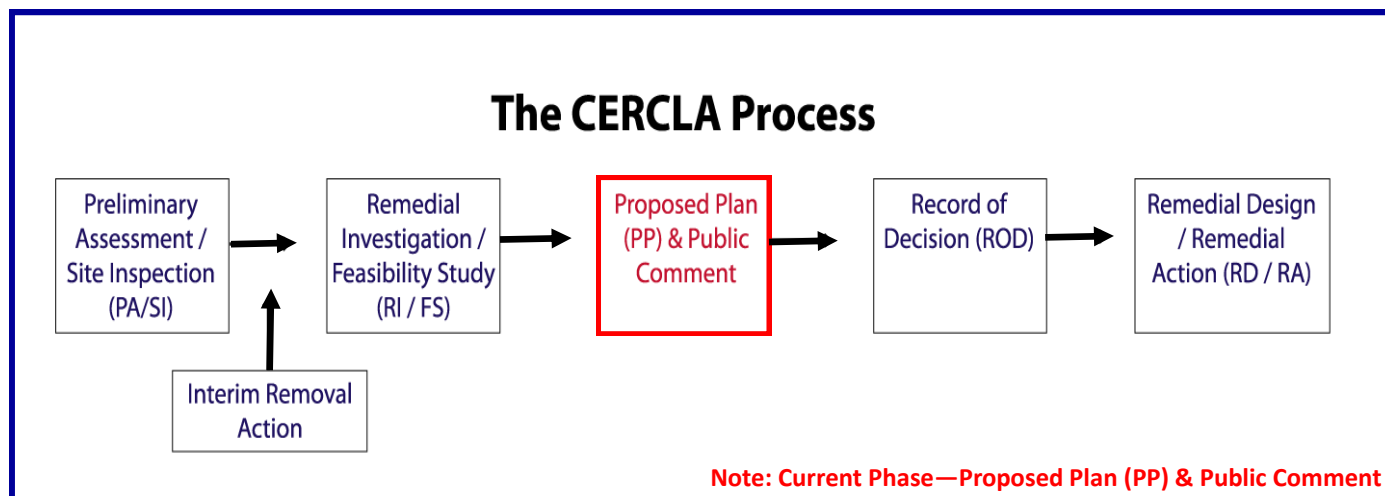 The CERCLA Process
Preliminary
Assessment /
Site Inspection
(PA/SI)
Remedial
Investigation /
Feasibility Study
(RI / FS)
Proposed Plan
(PP) & Public
Comment
Record of
Decision (ROD)
Remedial Design
/ Remedial
Action (RD / RA)
Interim Removal
Action
Note: Current Phase—Proposed Plan (PP) & Public Comment